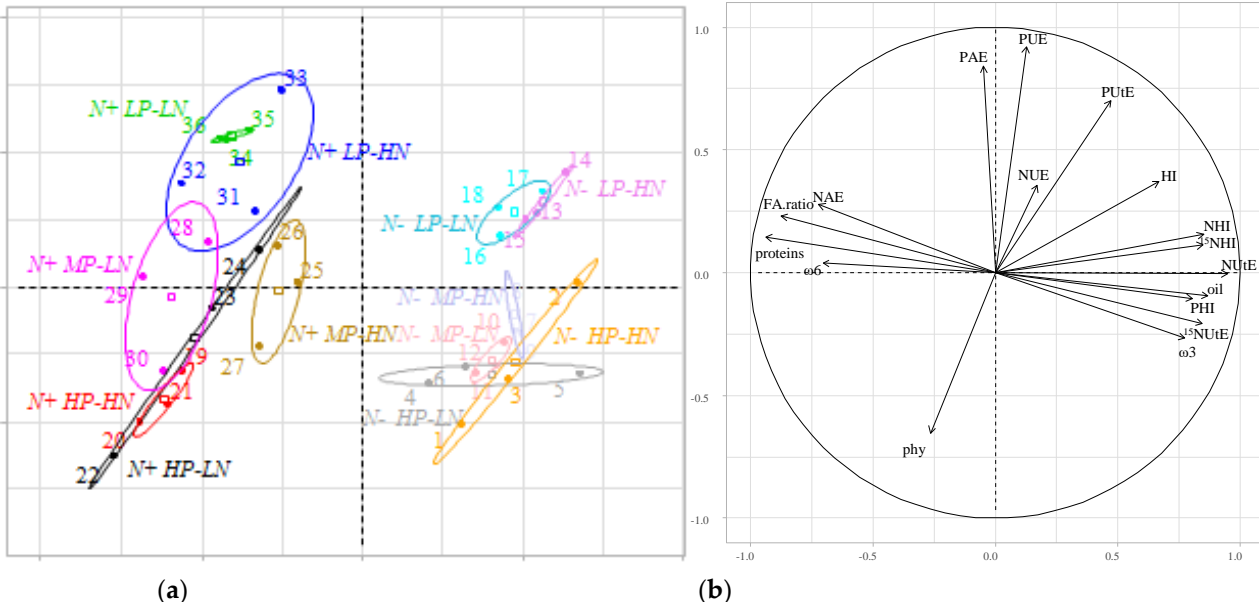 33
N+ LP-LN
36
35
34
N+ LP-HN
32
31
14
17
N- LP-HN
18
13
N- LP-LN
15
16
28
26
N+ MP-LN
24
25
29
23
N- MP-HN
2
10
7
N- MP-LN
N- HP-HN
N+ MP-HN
12
30
19
27
11
6
5
4
3
N+ HP-HN
21
N- HP-LN
20
1
22
N+ HP-LN
(a)
1.0
0.5
0.0
-0.5
-1.0
PUE
PAE
PUtE
NUE
HI
FA.ratio
NAE
NHI
15NHI
proteins
ω6
NUtE
oil
PHI
15NUtE
ω3
phy
-1.0
-0.5
0.0
0.5
1.0
(b)